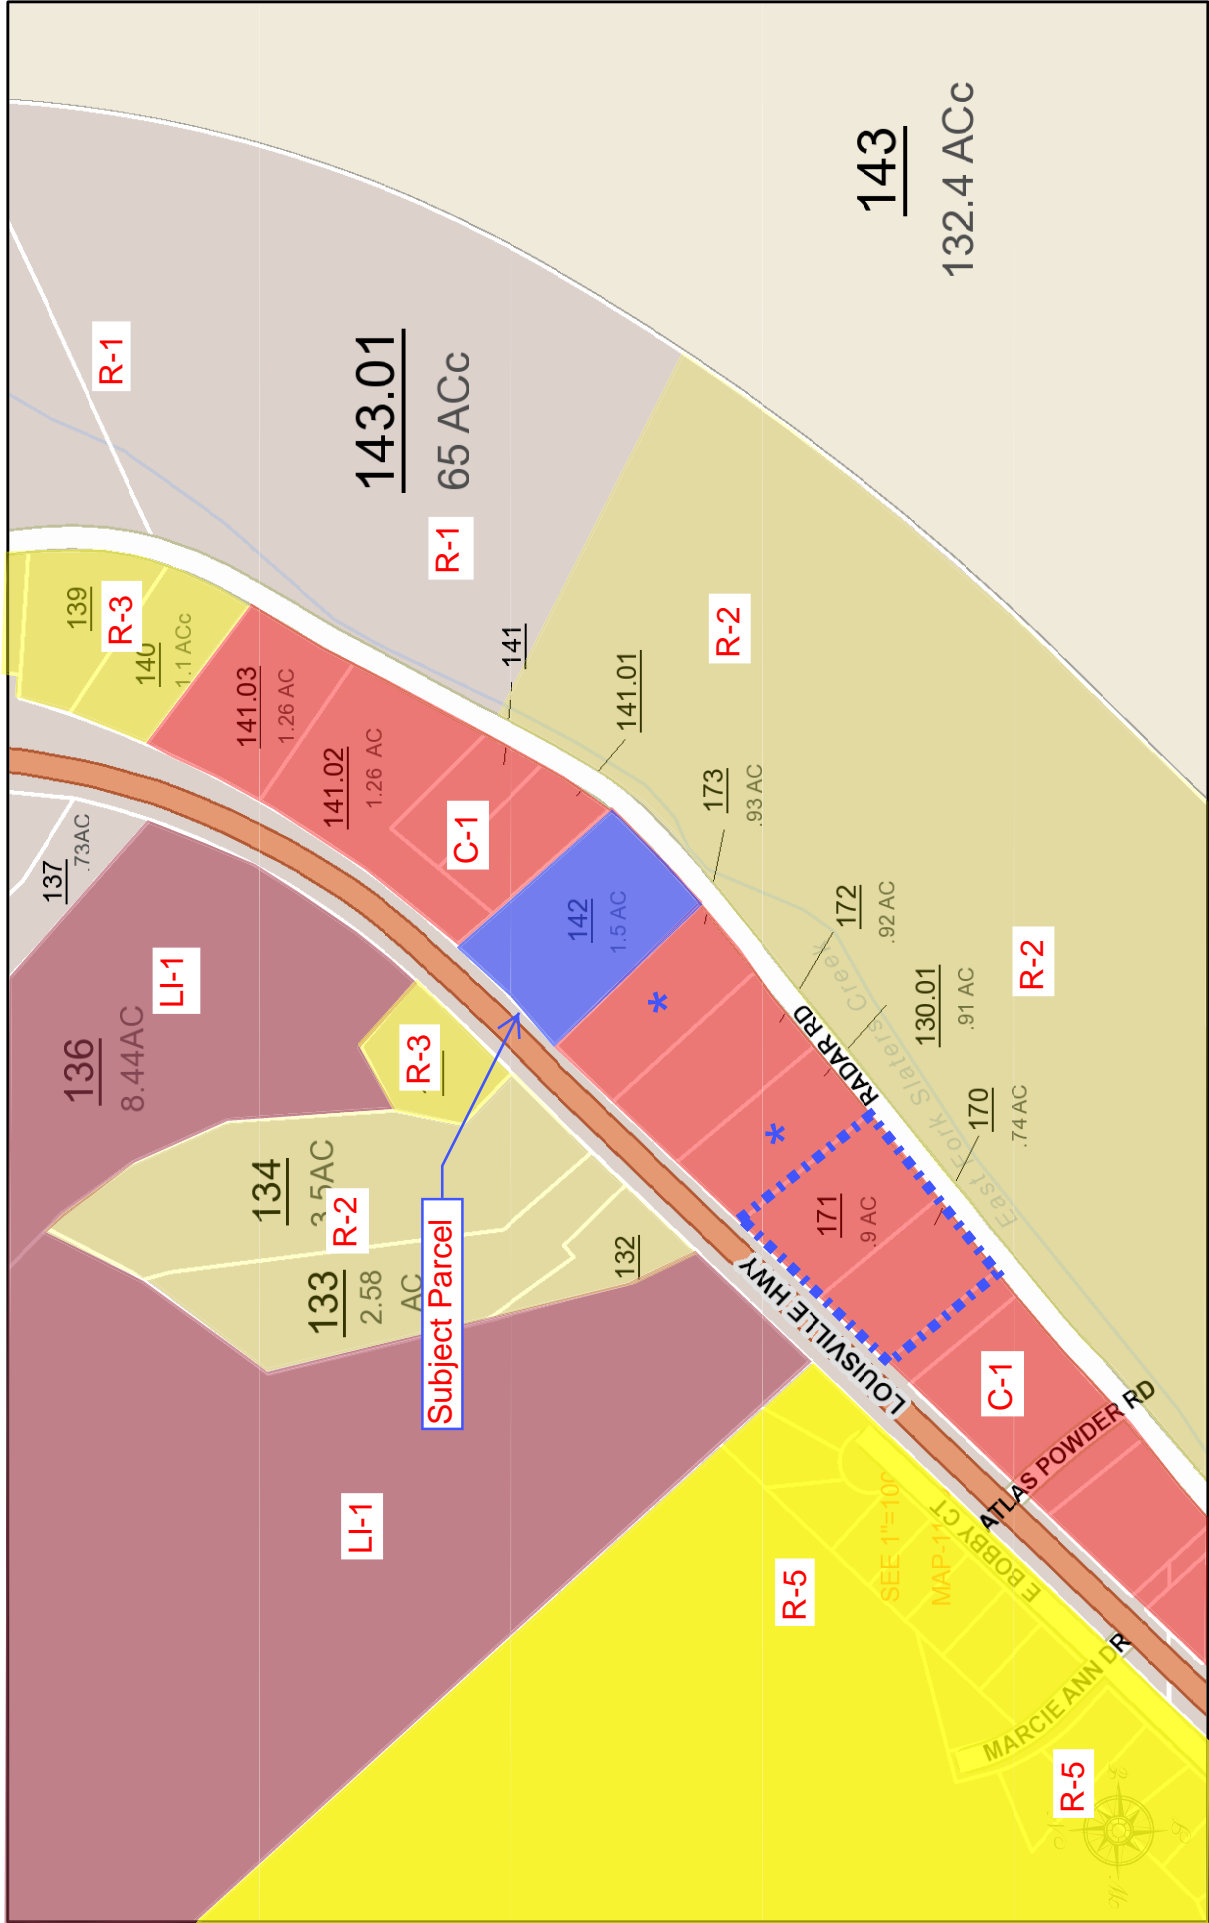 136
8.44AC
137
.73AC
139
R-1
R-3
140
1.1 ACc
LI-1
141.03
1.26 AC
134
3.5AC
R-2
133
2.58
AC
141.02
1.26 AC
LI-1
143.01
65 ACc
R-3
Subject Parcel
R-1
C-1
141
142
1.5 AC
132
141.01
*
173
.93 AC
R-2
*
R-5
LOUISVILLE HWY
171
.9 AC
RADAR RD
172
.92 AC
143
132.4 ACc
SEE 1"=100
MAP-11
130.01
.91 AC
East Fork Slaters Creek
170
.74 AC
E BOBBY CT
C-1
R-2
ATLAS POWDER RD
MARCIE ANN DR
R-5